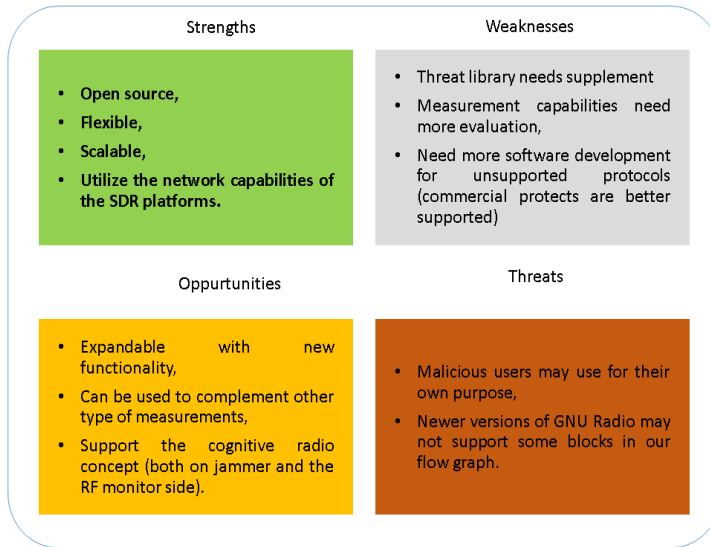 Strengths
• Open source,
• Flexible,
• Scalable,
• Utilize the network capabilities of
the SDR platforms.
Weaknesses
• Threat library needs supplement
• Measurement capabilities need
more evaluation,
• Need more software development
for unsupported protocols
(commercial protects are better
supported)
Oppurtunities
• Expandable with new
functionality,
• Can be used to complement other
type of measurements,
• Support the cognitive radio
concept (both on jammer and the
RF monitor side).
Threats
• Malicious users may use for their
own purpose,
• Newer versions of GNU Radio may
not support some blocks in our
flow graph.